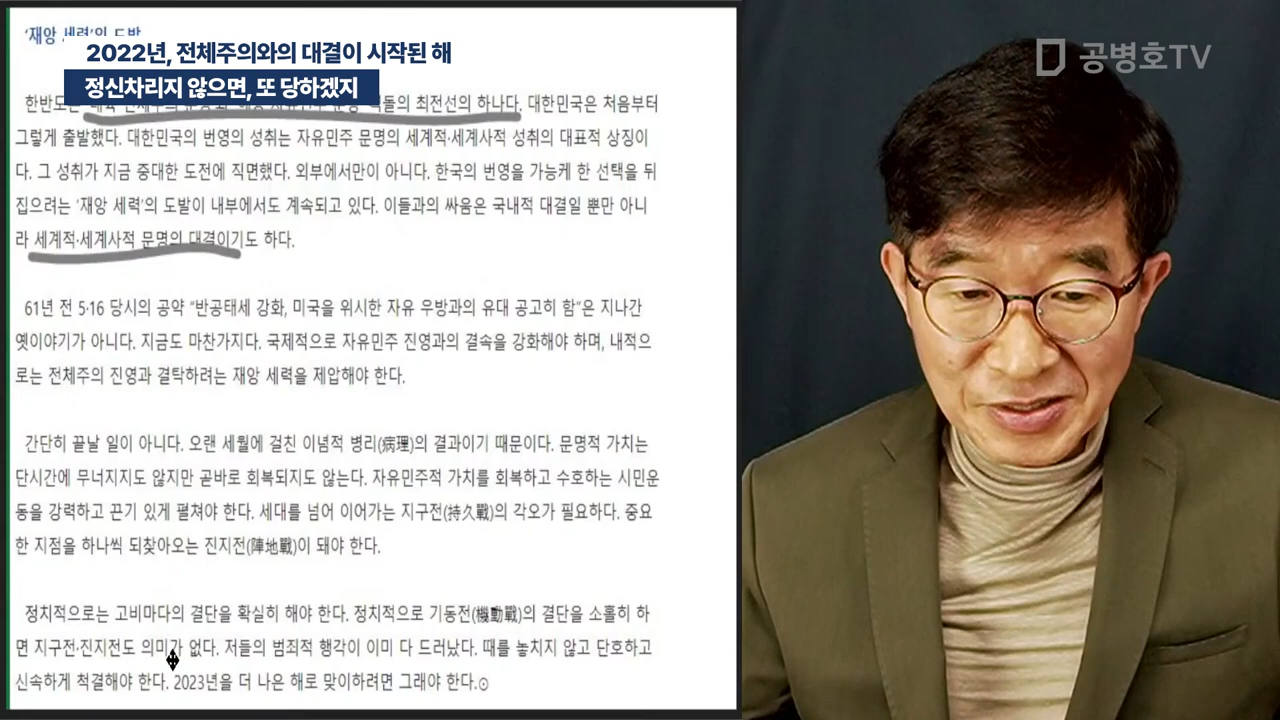 '재앙 세력'의 도발
2022년, 전체주의와의 대결이 시작된 해
정신차리지 않으면, 또 당하겠지
공병호TV
한반도는 최전선의 하나다. 대한민국은 처음부터
그렇게 출발했다. 대한민국의 번영의 성취는 자유민주 문명의 세계적·세계사적 성취의 대표적 상징이
다. 그 성취가 지금 중대한 도전에 직면했다. 외부에서만이 아니다. 한국의 번영을 가능케 한 선택을 뒤
집으려는 '재앙 세력'의 도발이 내부에서도 계속되고 있다. 이들과의 싸움은 국내적 대결일 뿐만 아니
라 세계적·세계사적 문명의 대결이기도 하다.
61년 전 5·16 당시의 공약 "반공태세 강화, 미국을 위시한 자유 우방과의 유대 공고히 함"은 지나간
옛이야기가 아니다. 지금도 마찬가지다. 국제적으로 자유민주 진영과의 결속을 강화해야 하며, 내적으
로는 전체주의 진영과 결탁하려는 재앙 세력을 제압해야 한다.
간단히 끝날 일이 아니다. 오랜 세월에 걸친 이념적 병리(病理)의 결과이기 때문이다. 문명적 가치는
단시간에 무너지지도 않지만 곧바로 회복되지도 않는다. 자유민주적 가치를 회복하고 수호하는 시민운
동을 강력하고 끈기 있게 펼쳐야 한다. 세대를 넘어 이어가는 지구전(持久戰)의 각오가 필요하다. 중요
한 지점을 하나씩 되찾아오는 진지전(陣地戰)이 돼야 한다.
정치적으로는 고비마다의 결단을 확실히 해야 한다. 정치적으로 기동전(機動戰)의 결단을 소홀히 하
면 지구전·진지전도 의미가 없다. 저들의 범죄적 행각이 이미 다 드러났다. 때를 놓치지 않고 단호하고
신속하게 척결해야 한다. 2023년을 더 나은 해로 맞이하려면 그래야 한다.⊙